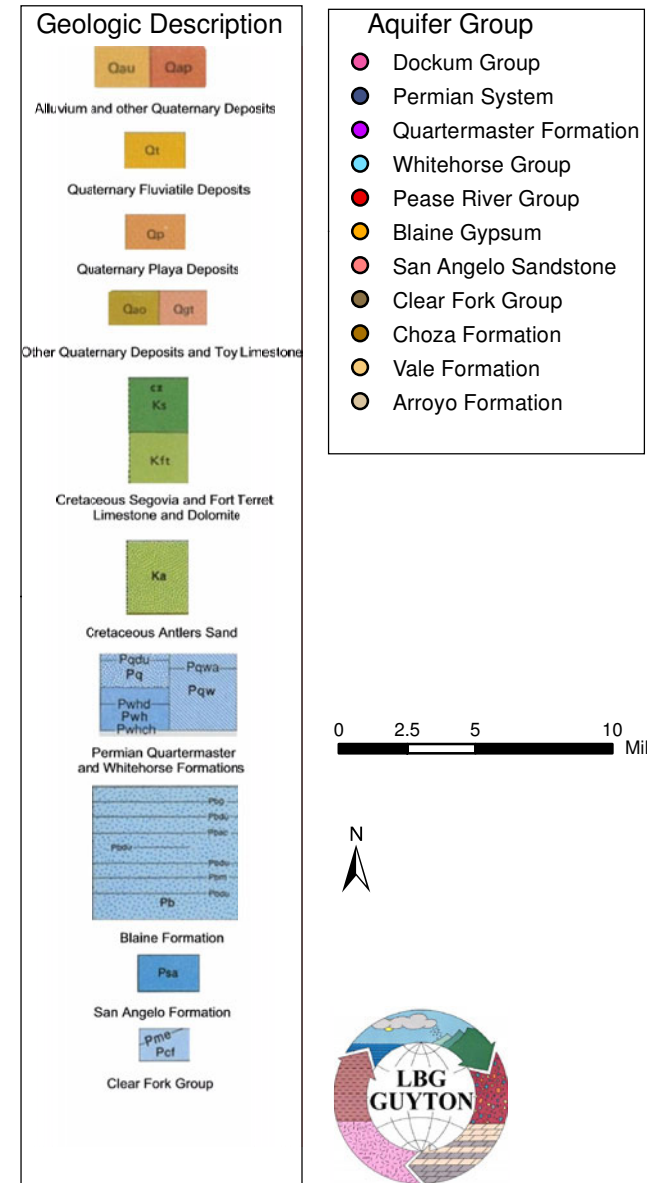 Geologic Description
Qau Qap
Alluvium and other Quaternary Deposits
Qt
Quaternary Fluviatile Deposits
Qp
Quaternary Playa Deposits
Qao Qgt
Other Quaternary Deposits and Toy Limestone
Ks
Kft
Cretaceous Segovia and Fort Terret
Limestone and Dolomite
Ka
Cretaceous Antlers Sand
Pqdu
Pq
Pqwa
Pqw
Pwhd
Pwh
Pwhch
Permian Quartermaster
and Whitehorse Formations
Pb
Blaine Formation
Psa
San Angelo Formation
Pme
Pcf
Clear Fork Group
Aquifer Group
Dockum Group
Permian System
Quartermaster Formation
Whitehorse Group
Pease River Group
Blaine Gypsum
San Angelo Sandstone
Clear Fork Group
Choza Formation
Vale Formation
Arroyo Formation
0 2.5 5 10
Mil
N
LBG
GUYTON